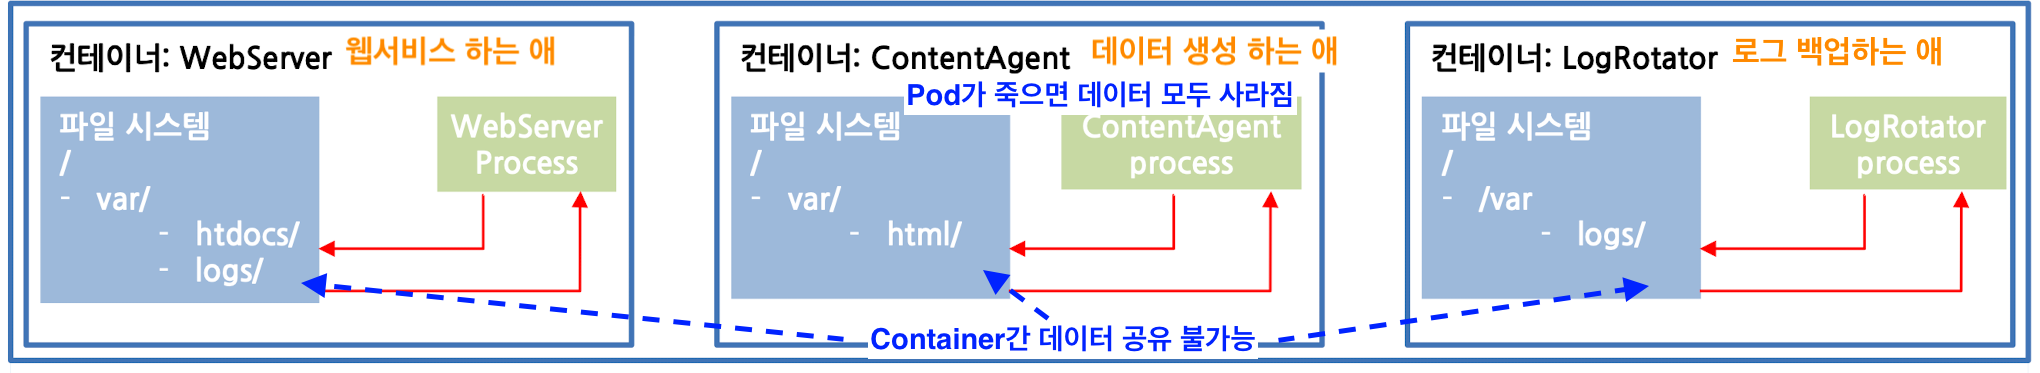 컨테이너: WebServer 웹서비스 하는 애
파일 시스템
/
- var/
- htdocs/
- logs/
WebServer
Process
컨테이너: ContentAgent 데이터 생성 하는 애
Pod가 죽으면 데이터 모두 사라짐
파일 시스템
/
- var/
- html/
ContentAgent
process
컨테이너: LogRotator 로그 백업하는 애
파일 시스템
/
- /var
- logs/
LogRotator
process
Container간 데이터 공유 불가능